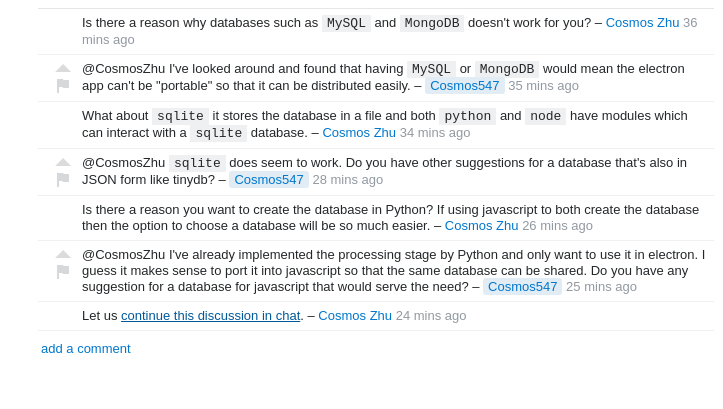 Is there a reason why databases such as MySQL and MongoDB doesn't work for you? – Cosmos Zhu 36
mins ago
@CosmosZhu I've looked around and found that having MySQL or MongoDB would mean the electron
app can't be "portable" so that it can be distributed easily. – Cosmos547 35 mins ago
What about sqlite it stores the database in a file and both python and node have modules which
can interact with a sqlite database. – Cosmos Zhu 34 mins ago
@CosmosZhu sqlite does seem to work. Do you have other suggestions for a database that's also in
JSON form like tinydb? – Cosmos547 28 mins ago
Is there a reason you want to create the database in Python? If using javascript to both create the database
then the option to choose a database will be so much easier. – Cosmos Zhu 26 mins ago
@CosmosZhu I've already implemented the processing stage by Python and only want to use it in electron. I
guess it makes sense to port it into javascript so that the same database can be shared. Do you have any
suggestion for a database for javascript that would serve the need? – Cosmos547 25 mins ago
Let us continue this discussion in chat. – Cosmos Zhu 24 mins ago
add a comment